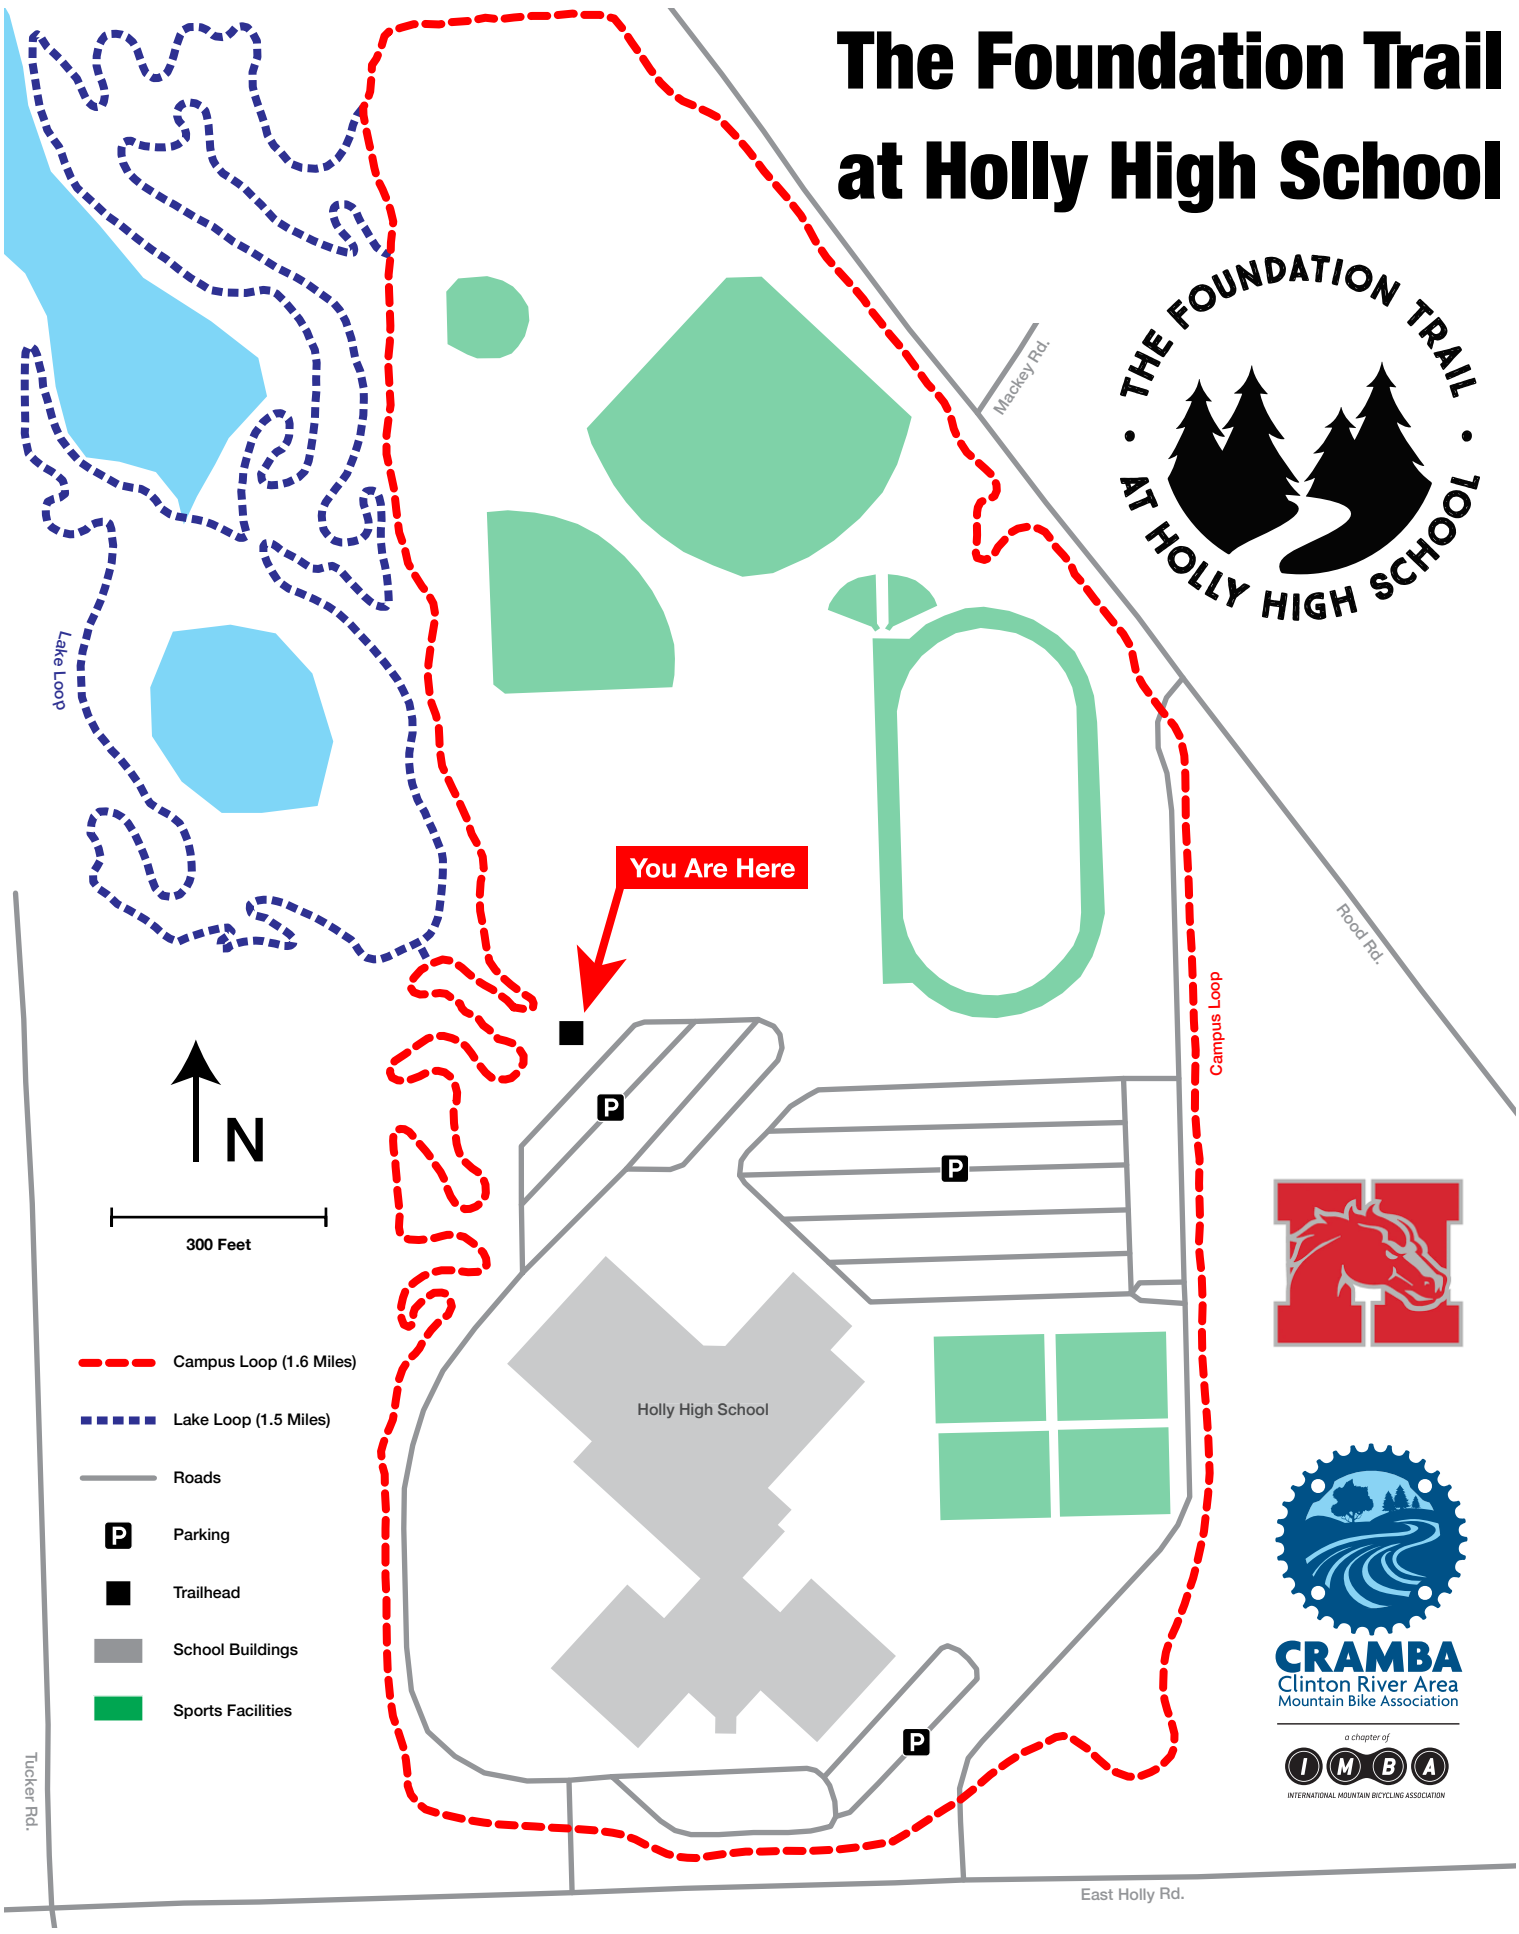 The Foundation Trail
at Holly High School
THE FOUNDATION TRAIL
• AT HOLLY HIGH SCHOOL •
Mackey Rd.
Lake Loop
You Are Here
Rood Rd.
Campus Loop
P
P
N
300 Feet
Campus Loop (1.6 Miles)
Lake Loop (1.5 Miles)
Roads
P Parking
Trailhead
School Buildings
Sports Facilities
Holly High School
H
P
CRAMBA
Clinton River Area
Mountain Bike Association
a chapter of
IMBA
INTERNATIONAL MOUNTAIN BICYCLING ASSOCIATION
Tucker Rd.
East Holly Rd.